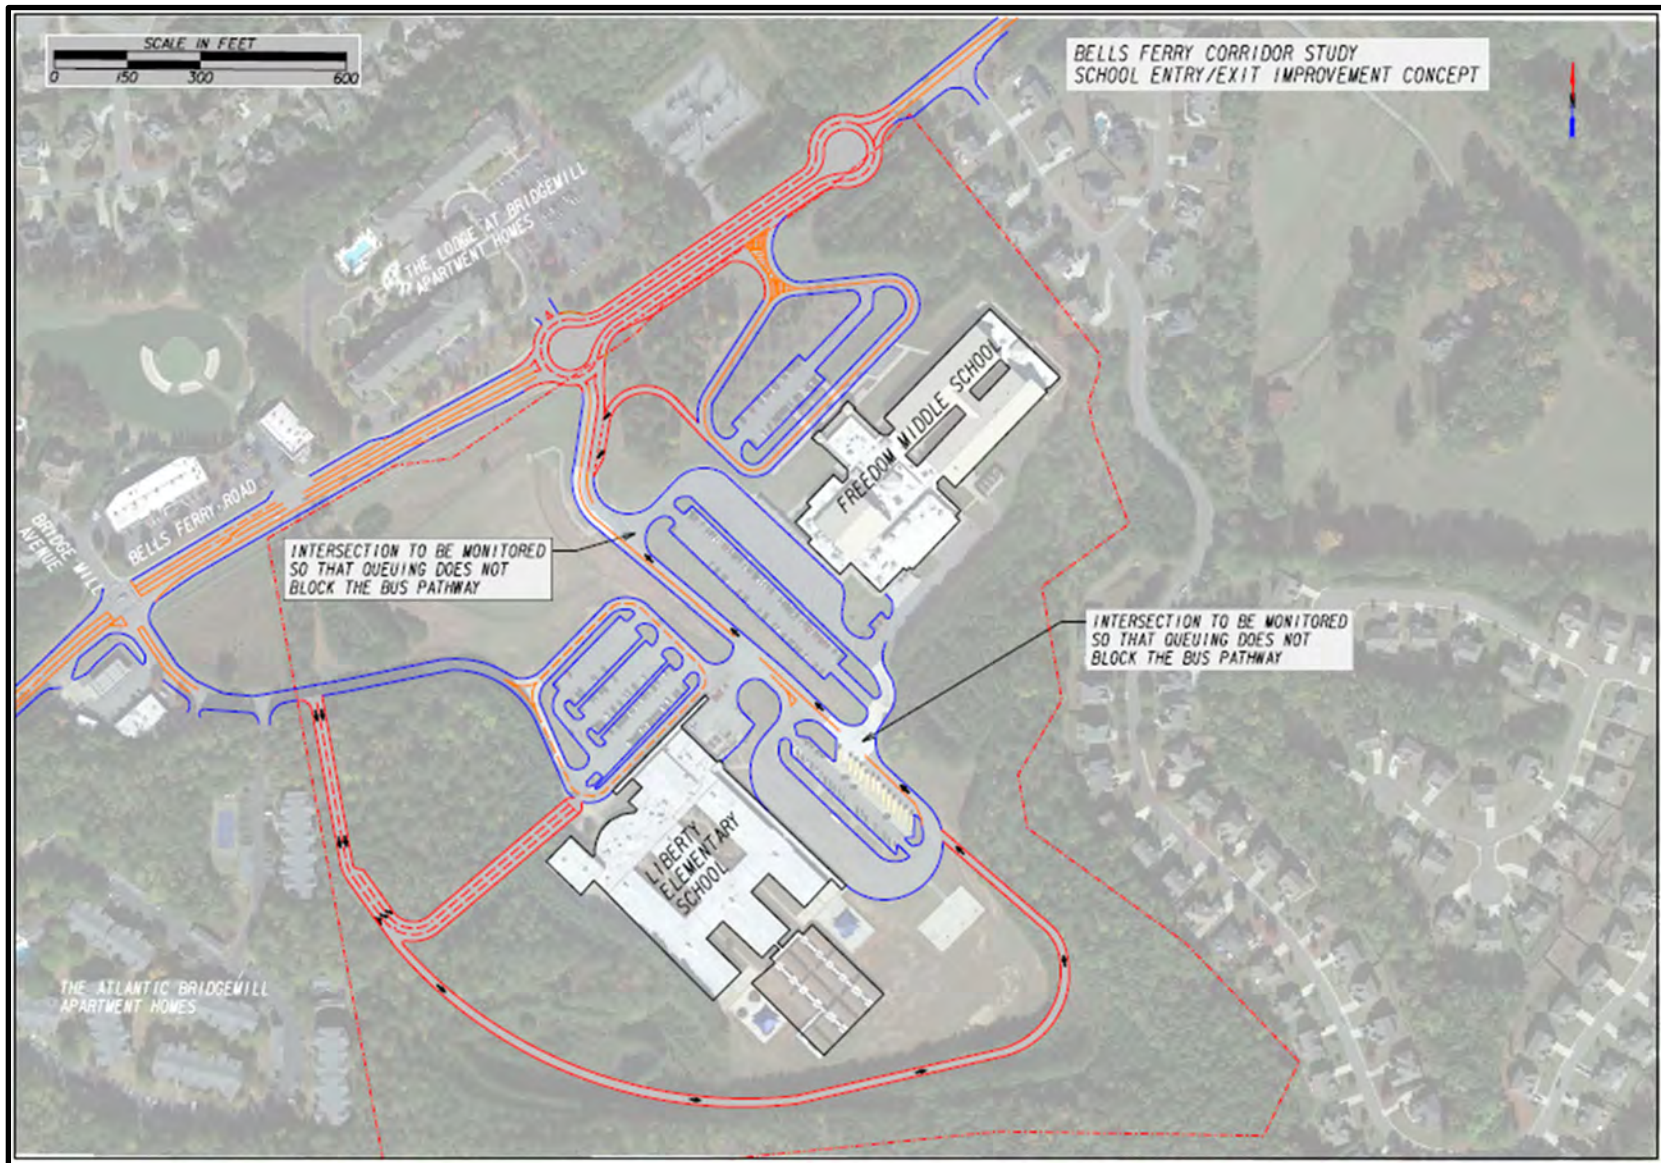 SCALE IN FEET
0 150 300 600
BELLS FERRY CORRIDOR STUDY
SCHOOL ENTRY/EXIT IMPROVEMENT CONCEPT
THE LODGE AT BRIDGEMILL
APARTMENT HOMES
FREEDOM MIDDLE SCHOOL
BELLS FERRY ROAD
BRIDGE MILL
AVENUE
INTERSECTION TO BE MONITORED
SO THAT QUEUING DOES NOT
BLOCK THE BUS PATHWAY
INTERSECTION TO BE MONITORED
SO THAT QUEUING DOES NOT
BLOCK THE BUS PATHWAY
LIBERTY
ELEMENTARY
SCHOOL
THE ATLANTIC BRIDGEMILL
APARTMENT HOMES